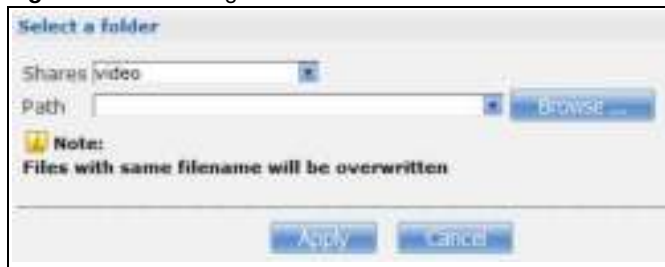 Select a folder
Shares video
Path Browse ...
Note:
Files with same filename will be overwritten
Apply Cancel